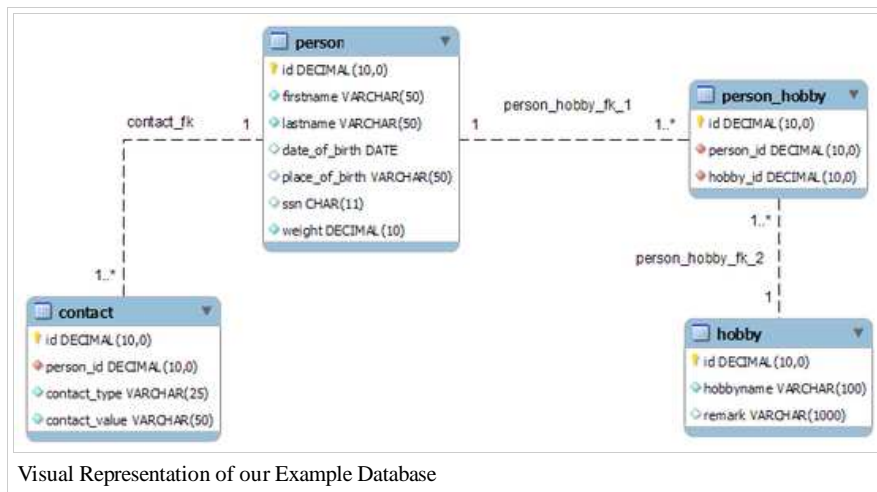 person
id DECIMAL(10,0)
firstname VARCHAR(50)
lastname VARCHAR(50)
date_of_birth DATE
place_of_birth VARCHAR(50)
ssn CHAR(11)
weight DECIMAL(10)
contact_fk
1
1..*
person_hobby_fk_1
1
1..*
person_hobby
id DECIMAL(10,0)
person_id DECIMAL(10,0)
hobby_id DECIMAL(10,0)
1..*
person_hobby_fk_2
1
contact
id DECIMAL(10,0)
person_id DECIMAL(10,0)
contact_type VARCHAR(25)
contact_value VARCHAR(50)
hobby
id DECIMAL(10,0)
hobbyname VARCHAR(100)
remark VARCHAR(1000)
Visual Representation of our Example Database